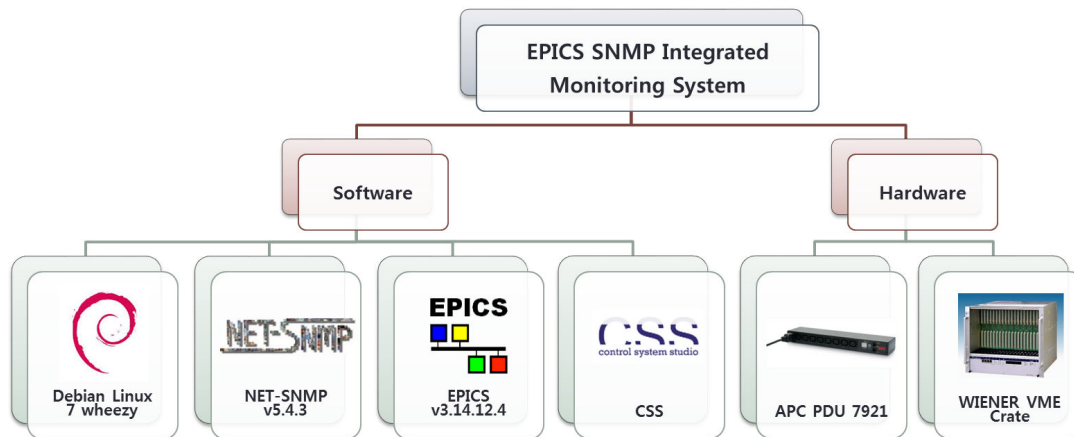 EPICS SNMP Integrated
Monitoring System
Software
Hardware
Debian Linux
7 wheezy
NET-SNMP
NET-SNMP
v5.4.3
EPICS
EPICS
v3.14.12.4
CSS
control system studio
CSS
APC PDU 7921
WIENER VME
Crate